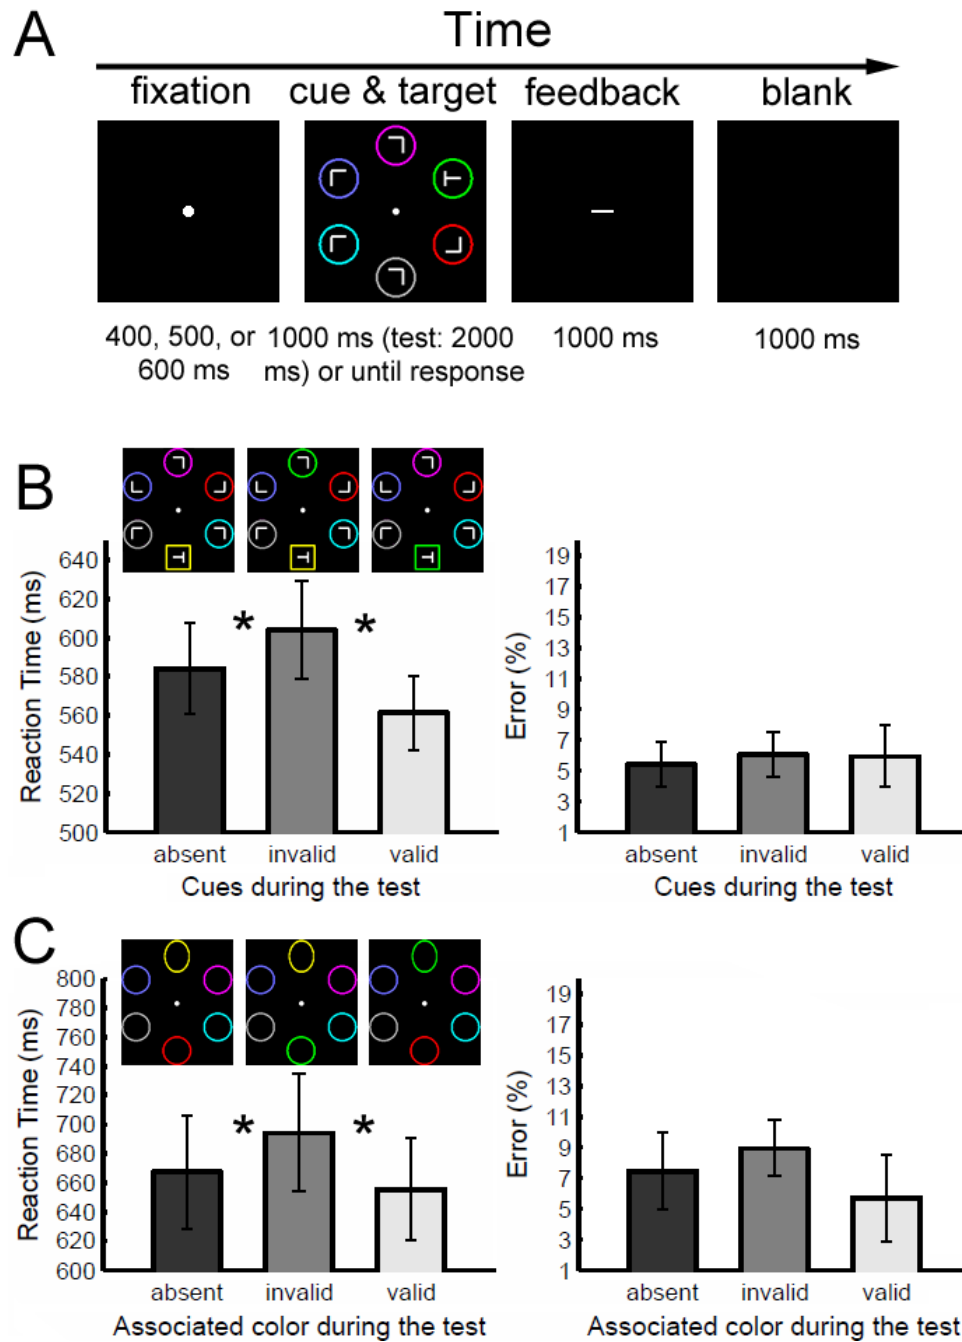 A
Time
fixation cue & target feedback blank
400, 500, or 1000 ms (test: 2000 1000 ms 1000 ms
600 ms ms) or until response
B
Reaction Time (ms)
640
620
600
580
560
540
520
500
* *
absent invalid valid
Cues during the test
Error (%)
19
17
15
13
11
9
7
5
3
1
absent invalid valid
Cues during the test
C
Reaction Time (ms)
800
780
760
740
720
700
680
660
640
620
600
* *
absent invalid valid
Associated color during the test
Error (%)
19
17
15
13
11
9
7
5
3
1
absent invalid valid
Associated color during the test